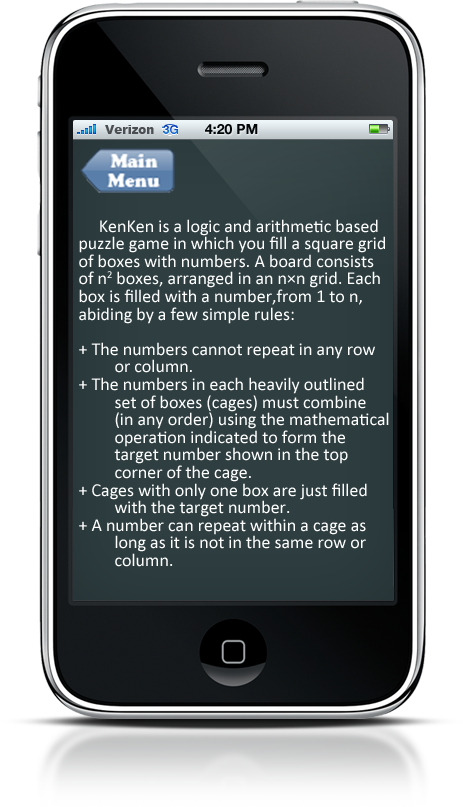 Verizon 3G 4:20 PM
Main
Menu
KenKen is a logic and arithmetic based
puzzle game in which you fill a square grid
of boxes with numbers. A board consists
of n² boxes, arranged in an n×n grid. Each
box is filled with a number,from 1 to n,
abiding by a few simple rules:
+ The numbers cannot repeat in any row
or column.
+ The numbers in each heavily outlined
set of boxes (cages) must combine
(in any order) using the mathematical
operation indicated to form the
target number shown in the top
corner of the cage.
+ Cages with only one box are just filled
with the target number.
+ A number can repeat within a cage as
long as it is not in the same row or
column.